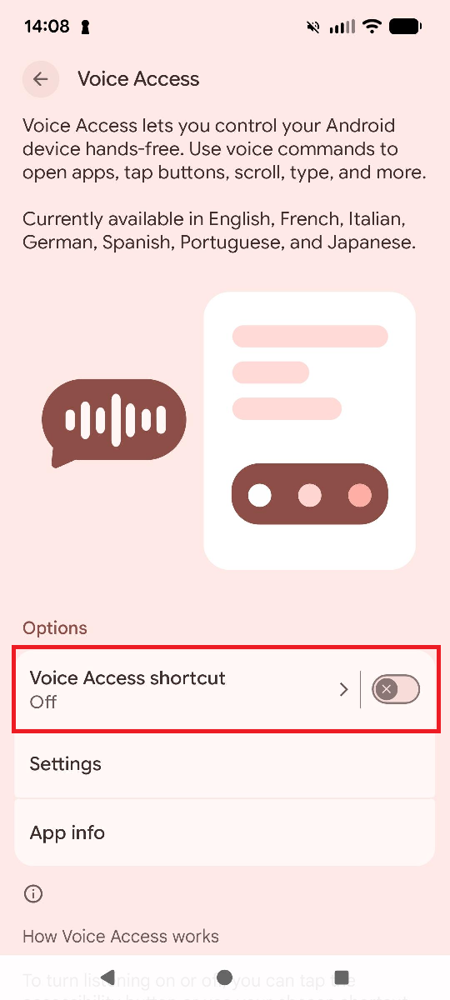 14:08
Voice Access
Voice Access lets you control your Android
device hands-free. Use voice commands to
open apps, tap buttons, scroll, type, and more.
Currently available in English, French, Italian,
German, Spanish, Portuguese, and Japanese.
Options
Voice Access shortcut
Off
Settings
App info
How Voice Access works
To turn listening on or off, you can tap the